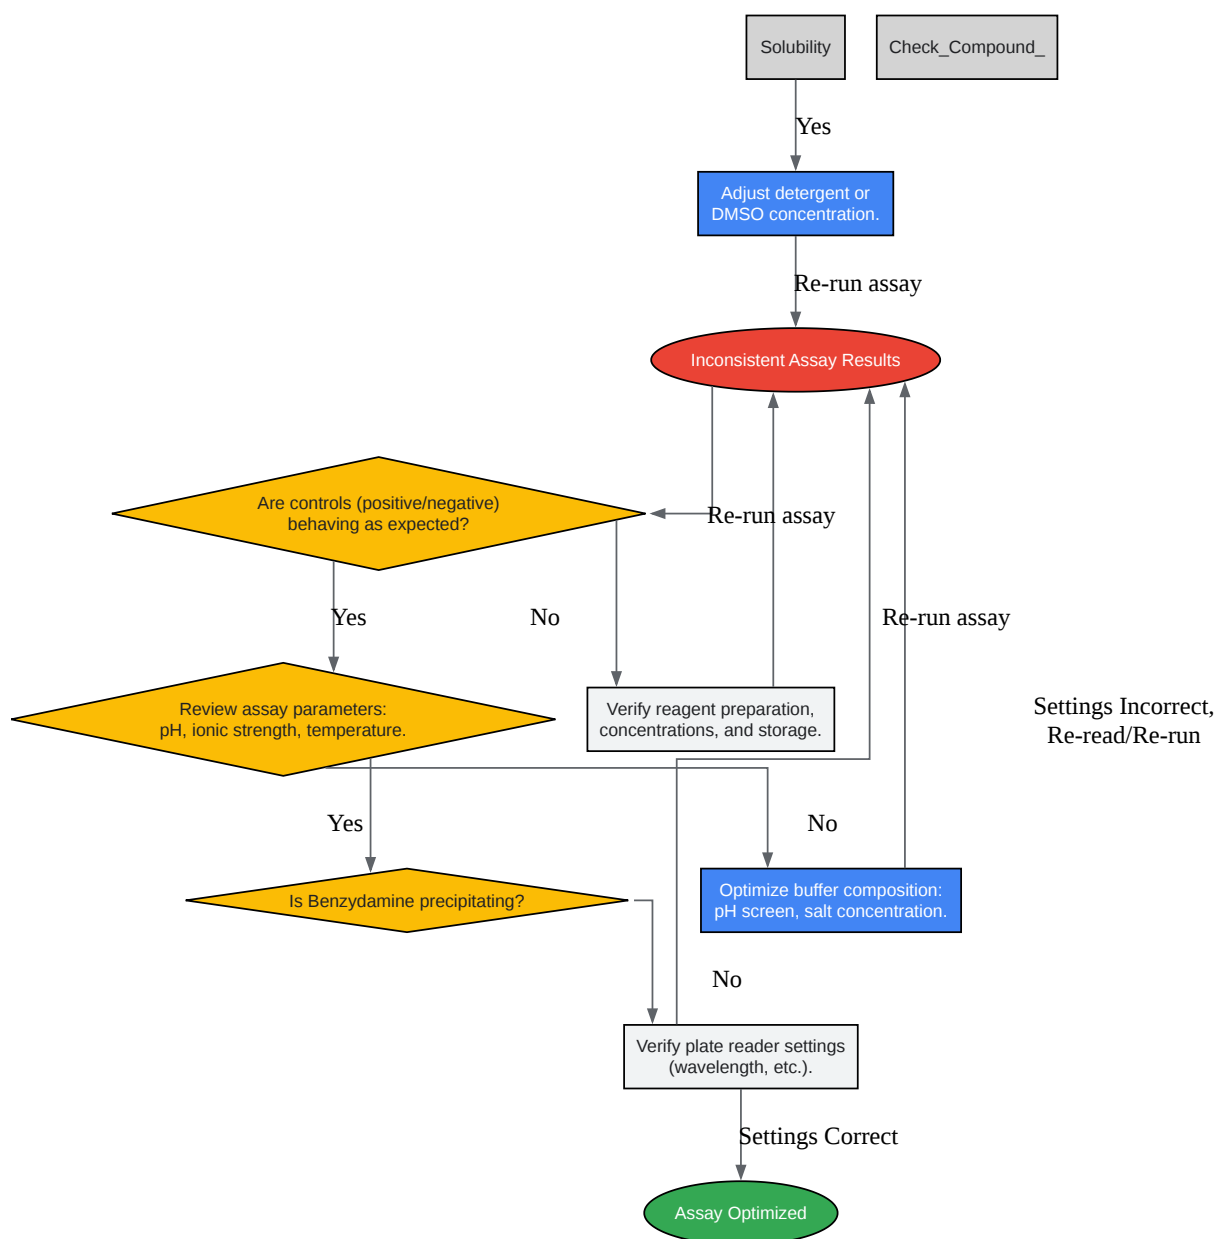 Solubility
Check_Compound_
Yes
Adjust detergent or
DMSO concentration.
Re-run assay
Inconsistent Assay Results
Are controls (positive/negative)
behaving as expected?
Re-run assay
Yes
No
Re-run assay
Review assay parameters:
pH, ionic strength, temperature.
Verify reagent preparation,
concentrations, and storage.
Settings Incorrect,
Re-read/Re-run
Yes
No
Is Benzydamine precipitating?
Optimize buffer composition:
pH screen, salt concentration.
No
Verify plate reader settings
(wavelength, etc.).
Settings Correct
Assay Optimized